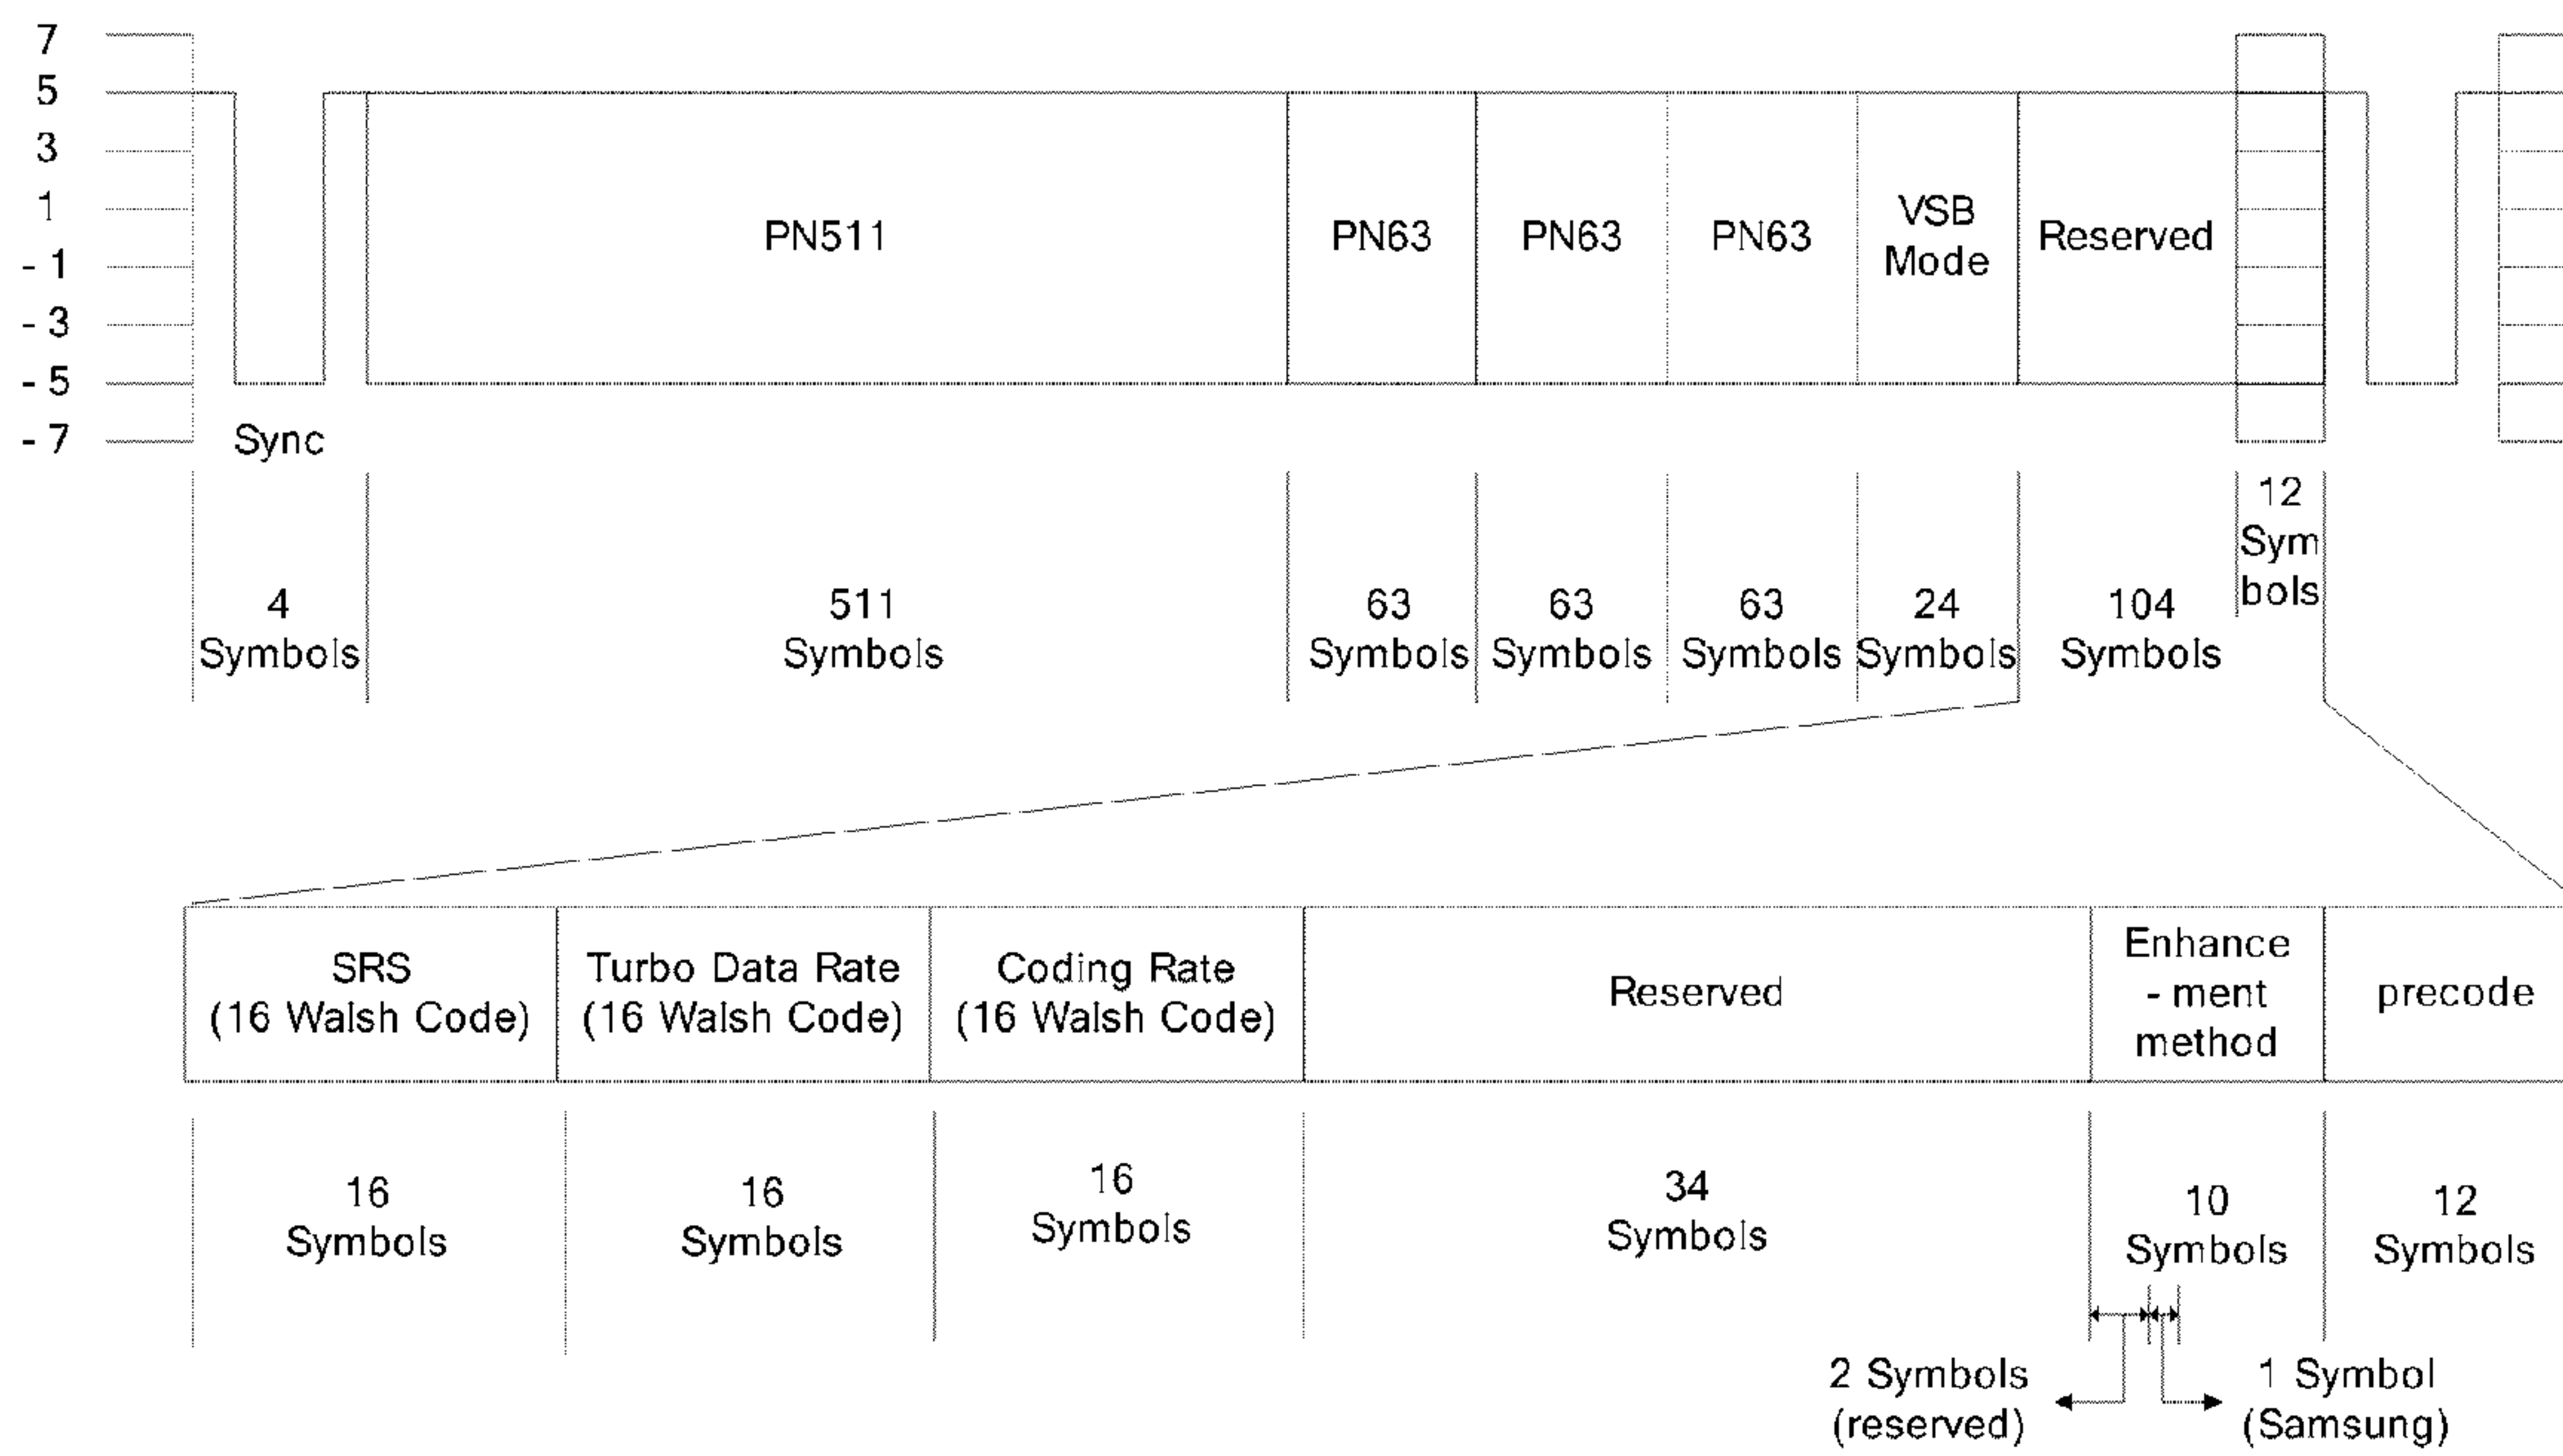 7
5
3
1
- 1
- 3
- 5
- 7
Sync
PN511
PN63
PN63
PN63
VSB
Mode
Reserved
4
Symbols
511
Symbols
63
Symbols
63
Symbols
63
Symbols
24
Symbols
104
Symbols
12
Sym
bols
SRS
(16 Walsh Code)
Turbo Data Rate
(16 Walsh Code)
Coding Rate
(16 Walsh Code)
Reserved
Enhance
- ment
method
precode
16
Symbols
16
Symbols
16
Symbols
34
Symbols
10
Symbols
12
Symbols
2 Symbols
(reserved)
1 Symbol
(Samsung)